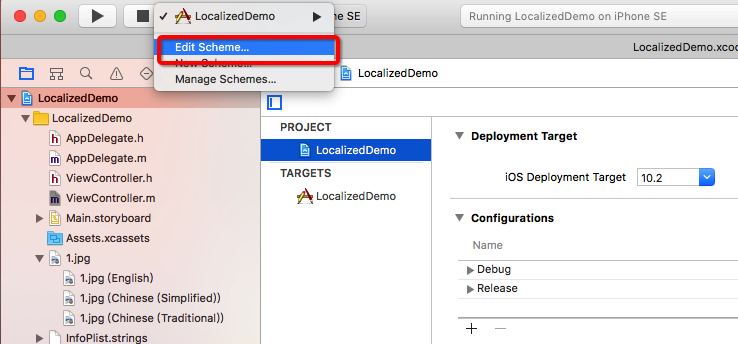 LocalizedDemo
SE
Running LocalizedDemo on iPhone SE
Edit Scheme...
New Scheme...
Manage Schemes...
LocalizedDemo.xcod
LocalizedDemo
LocalizedDemo
LocalizedDemo
AppDelegate.h
AppDelegate.m
ViewController.h
ViewController.m
Main.storyboard
Assets.xcassets
1.jpg
1.jpg (English)
1.jpg (Chinese (Simplified))
1.jpg (Chinese (Traditional))
InfoPlist.strings
PROJECT
LocalizedDemo
TARGETS
LocalizedDemo
Deployment Target
iOS Deployment Target 10.2
Configurations
Name
Debug
Release